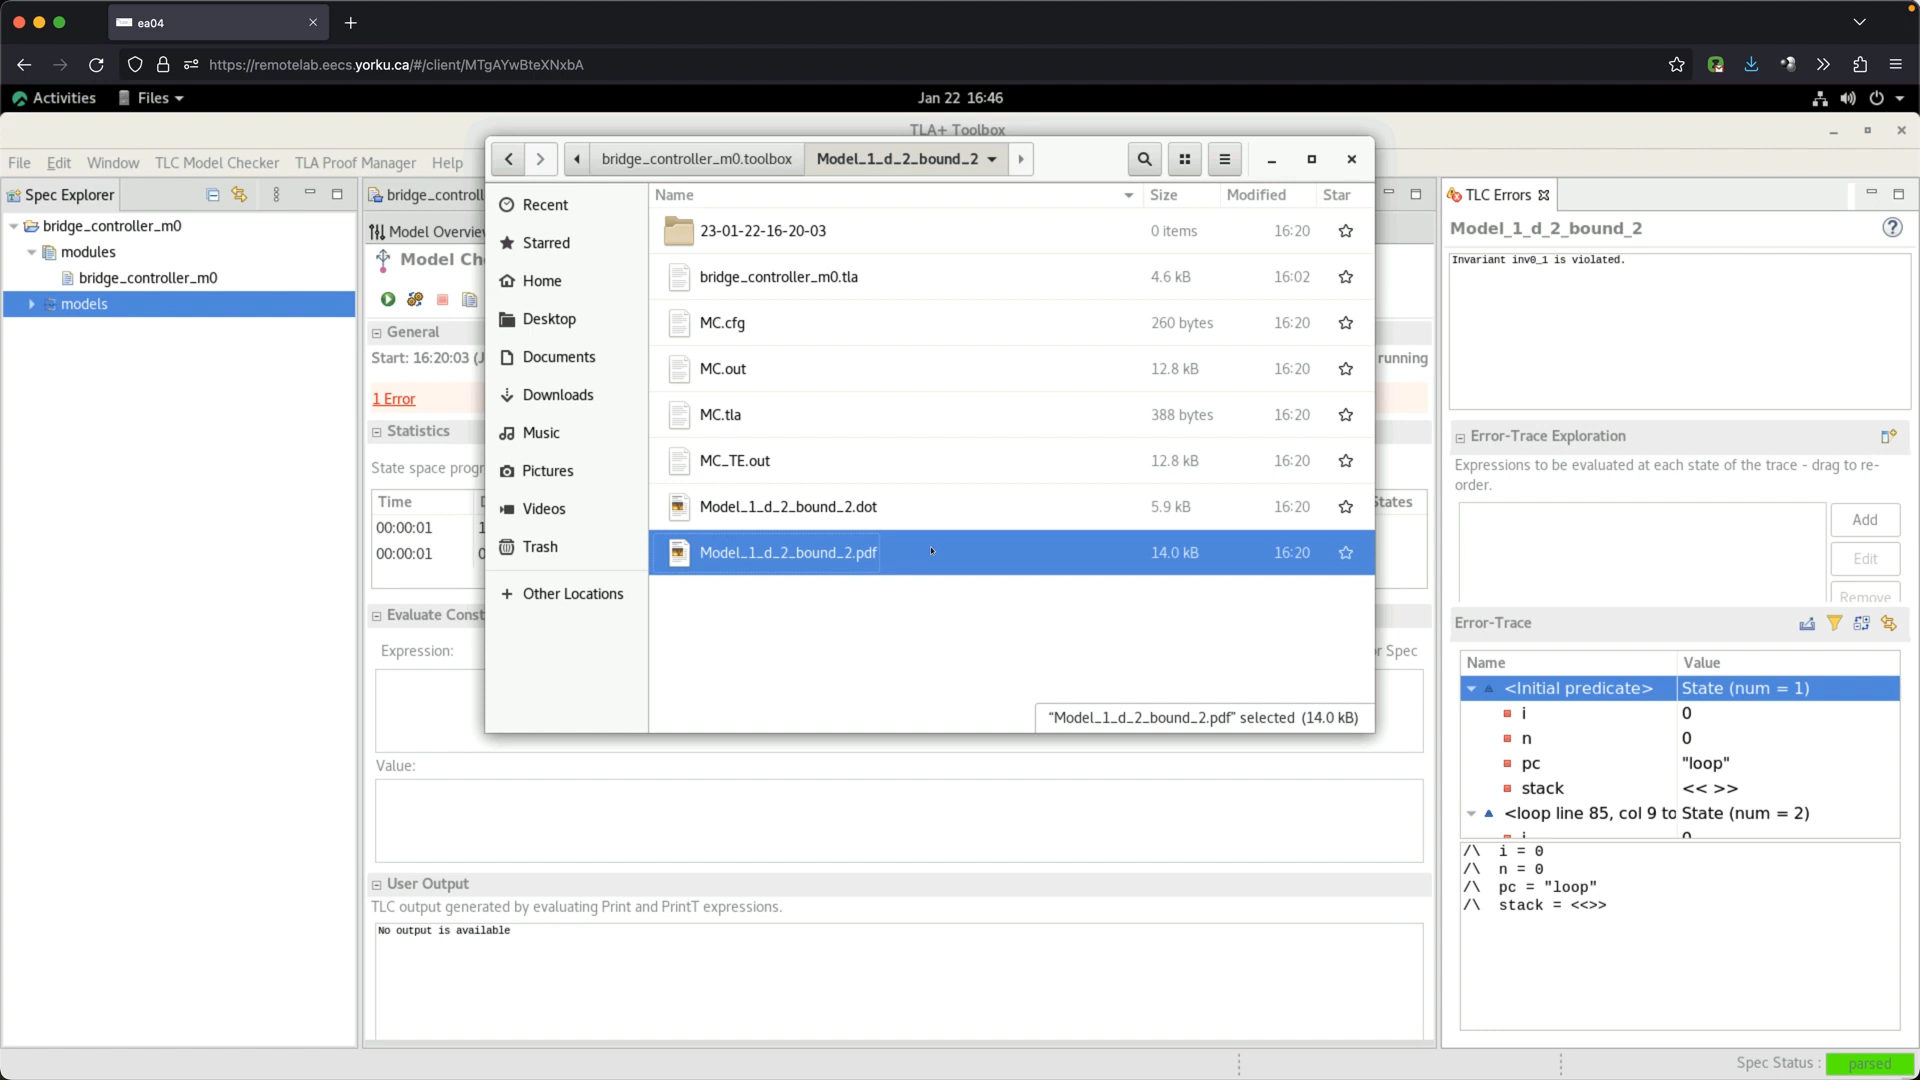 ea04
https://remotelab.eecs.yorku.ca/#/client/MTgAYwBteXNxbA
Activities
Files
Jan 22 16:46
TLA+ Toolbox
File Edit Window TLC Model Checker TLA Proof Manager Help
Spec Explorer
bridge_controller_m0
modules
bridge_controller_m0
models
bridge_controll
Model Overvie
Model Ch
General
Start: 16:20:03 (J
running
1 Error
Statistics
State space progr
Time
States
00:00:01 1
00:00:01 0
Evaluate Const
Expression:
r Spec
Value:
User Output
TLC output generated by evaluating Print and PrintT expressions.
No output is available
bridge_controller_m0.toolbox
Model_1_d_2_bound_2
Recent
Starred
Home
Desktop
Documents
Downloads
Music
Pictures
Videos
Trash
Other Locations
Name Size Modified Star
23-01-22-16-20-03 0 items 16:20
bridge_controller_m0.tla 4.6 kB 16:02
MC.cfg 260 bytes 16:20
MC.out 12.8 kB 16:20
MC.tla 388 bytes 16:20
MC_TE.out 12.8 kB 16:20
Model_1_d_2_bound_2.dot 5.9 kB 16:20
Model_1_d_2_bound_2.pdf 14.0 kB 16:20
"Model_1_d_2_bound_2.pdf" selected (14.0 kB)
TLC Errors
Model_1_d_2_bound_2
Invariant inv0_1 is violated.
Error-Trace Exploration
Expressions to be evaluated at each state of the trace - drag to re-
order.
Add
Edit
Remove
Error-Trace
Name Value
<Initial predicate> State (num = 1)
i 0
n 0
pc "loop"
stack << >>
<loop line 85, col 9 to State (num = 2)
i 0
/\ i = 0
/\ n = 0
/\ pc = "loop"
/\ stack = <<>>
Spec Status : parsed